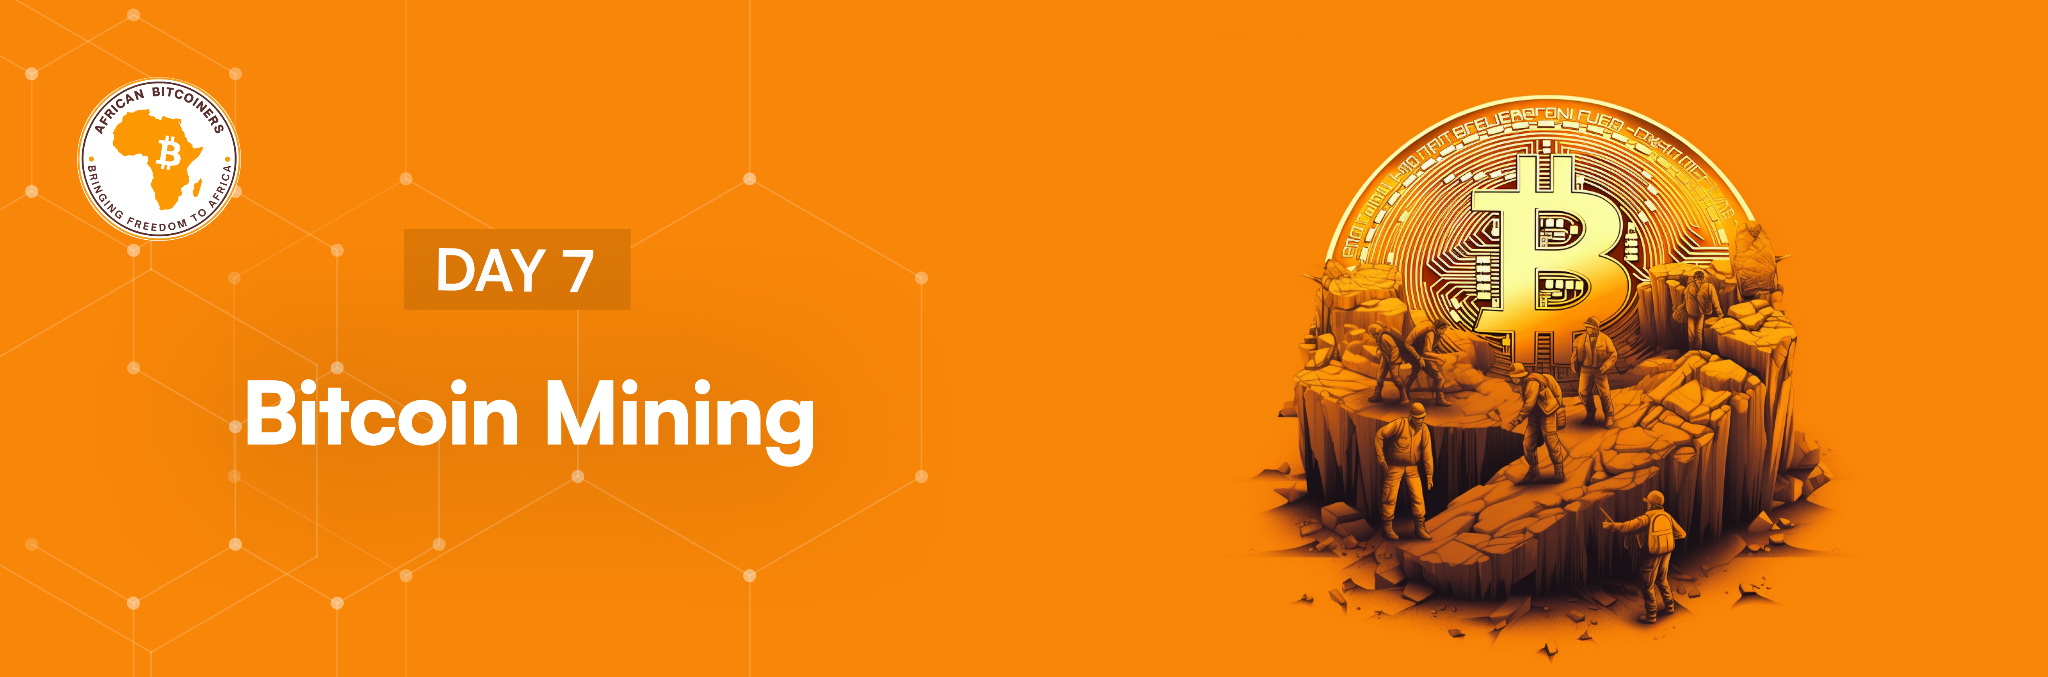 AFRICAN BITCOINERS
BRINGING FREEDOM TO AFRICA
DAY 7
Bitcoin Mining